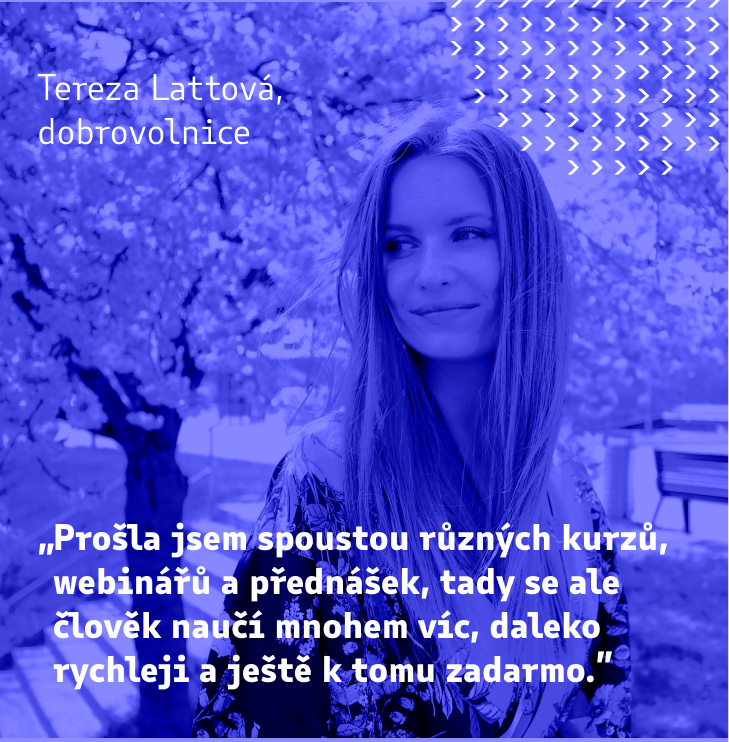 Tereza Lattová,
dobrovolnice
„Prošla jsem spoustou různých kurzů,
webinářů a přednášek, tady se ale
člověk naučí mnohem víc, daleko
rychleji a ještě k tomu zadarmo.”